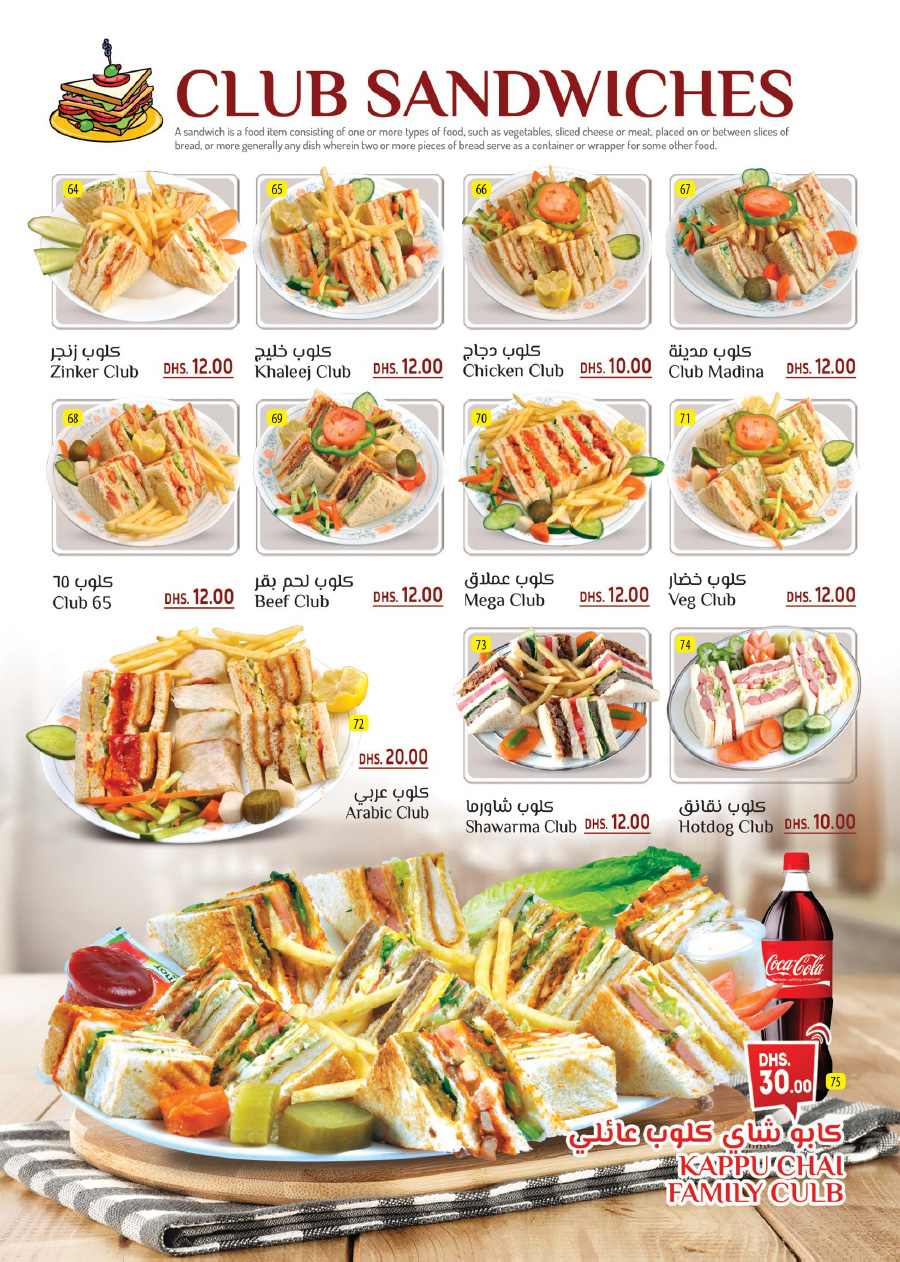 CLUB SANDWICHES
A sandwich is a food item consisting of one or more types of food, such as vegetables, sliced cheese or meat, placed on or between slices of
bread, or more generally any dish wherein two or more pieces of bread serve as a container or wrapper for some other food.
64
كلوب زنجر
Zinker Club DHS. 12.00
65
كلوب خليج
Khaleej Club DHS. 12.00
66
كلوب دجاج
Chicken Club DHS. 10.00
67
كلوب مدينة
Club Madina DHS. 12.00
68
كلوب ٦٥
Club 65 DHS. 12.00
69
كلوب لحم بقر
Beef Club DHS. 12.00
70
كلوب عملاق
Mega Club DHS. 12.00
71
كلوب خضار
Veg Club DHS. 12.00
72
DHS. 20.00
كلوب عربي
Arabic Club
73
كلوب شاورما
Shawarma Club DHS. 12.00
74
كلوب نقانق
Hotdog Club DHS. 10.00
Coca-Cola
DHS.
30.00
75
كابو شاي كلوب عائلي
KAPPU CHAI
FAMILY CULB